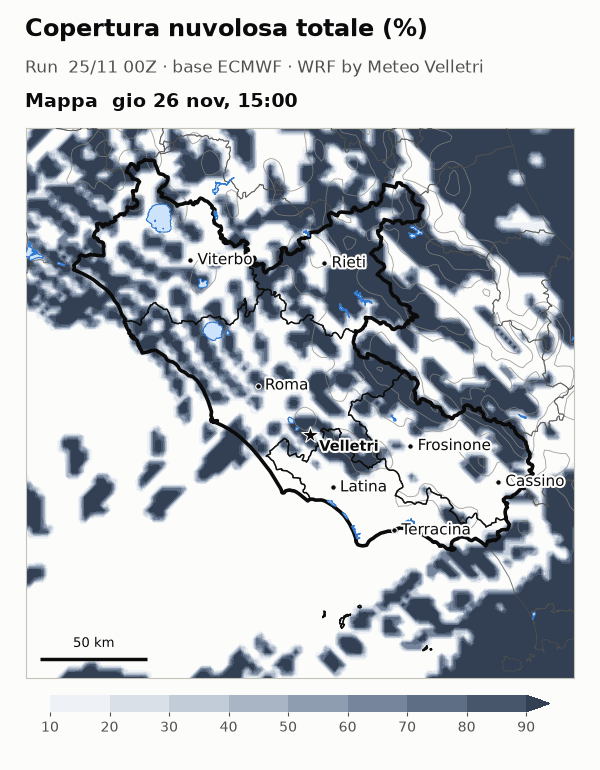 Copertura nuvolosa totale (%)
Run  25/11 00Z · base ECMWF · WRF by Meteo Velletri
Mappa  gio 26 nov, 15:00
Viterbo
Rieti
Roma
Velletri
Frosinone
Cassino
Latina
Terracina
50 km
10 20 30 40 50 60 70 80 90